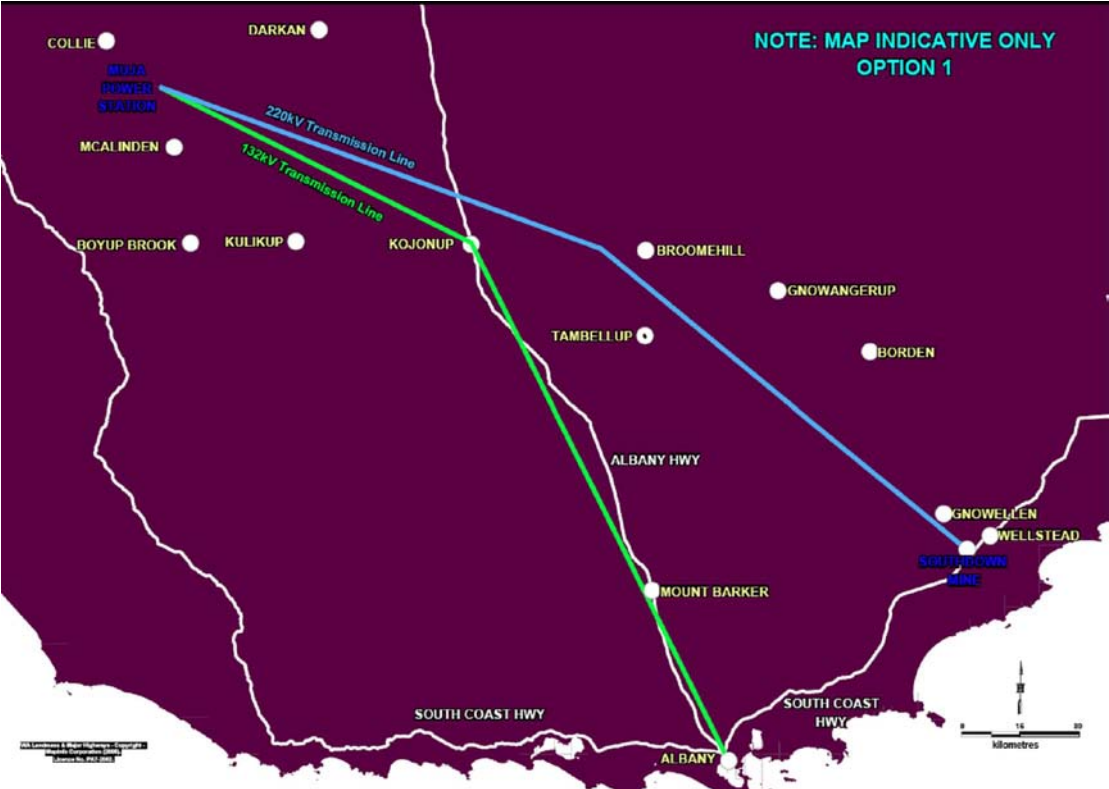 NOTE: MAP INDICATIVE ONLY
OPTION 1
COLLIE
DARKAN
MUJA
POWER
STATION
220kV Transmission Line
132kV Transmission Line
MCALINDEN
BOYUP BROOK
KULIKUP
KOJONUP
BROOMEHILL
GNOWANGERUP
TAMBELLUP
BORDEN
ALBANY HWY
GNOWELLEN
WELLSTEAD
SOUTHDOWN
MINE
MOUNT BARKER
SOUTH COAST HWY
SOUTH COAST
HWY
ALBANY
kilometres